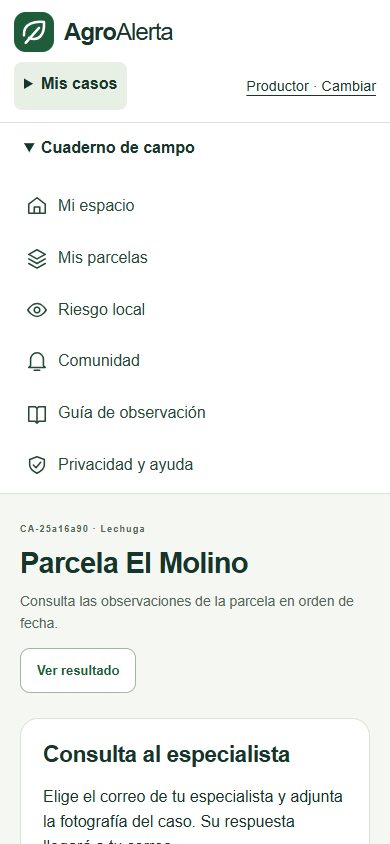 AgroAlerta
Mis casos
Productor · Cambiar
Cuaderno de campo
Mi espacio
Mis parcelas
Riesgo local
Comunidad
Guía de observación
Privacidad y ayuda
CA-25a16a90 · Lechuga
Parcela El Molino
Consulta las observaciones de la parcela en orden de
fecha.
Ver resultado
Consulta al especialista
Elige el correo de tu especialista y adjunta
la fotografía del caso. Su respuesta